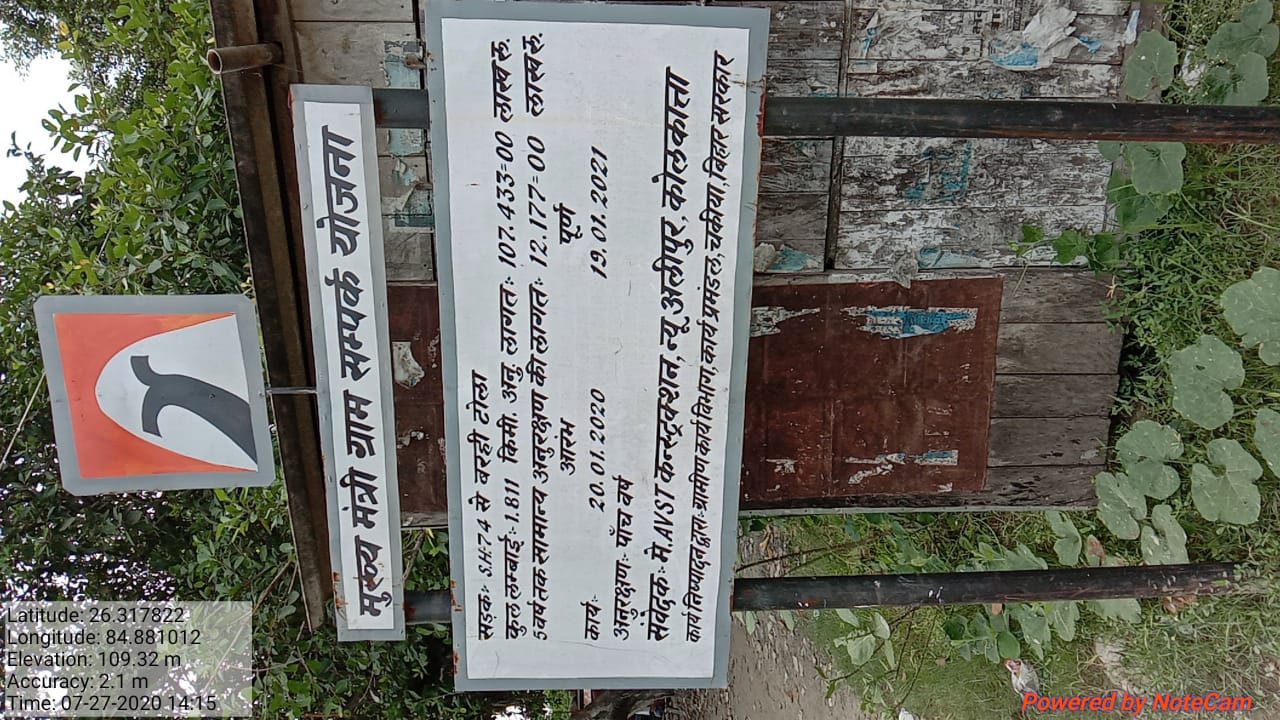 मुख्य मंत्री ग्राम सम्पर्क योजना
सड़कः SH-74 से बरही टोला
कुल लम्बाईः- 1.811 किमी. अनु. लागतः 107.433=00 लाख रु.
5 वर्ष तक सामान्य अनुरक्षण की लागतः 12.177=00 लाख रु.
आरंभ पूर्ण
कार्यः- 20.01.2020 19.01.2021
अनुरक्षणः- पाँच वर्ष
संवेदकः- मे. AVST कन्स्ट्रक्शन, न्यू अलीपुर, कोलकाता
कार्य निष्पादन द्वाराः- ग्रामीण कार्य विभाग, कार्य प्रमंडल, चकिया, बिहार सरकार
Latitude: 26.317822
Longitude: 84.881012
Elevation: 109.32 m
Accuracy: 2.1 m
Time: 07-27-2020 14:15
Powered by NoteCam